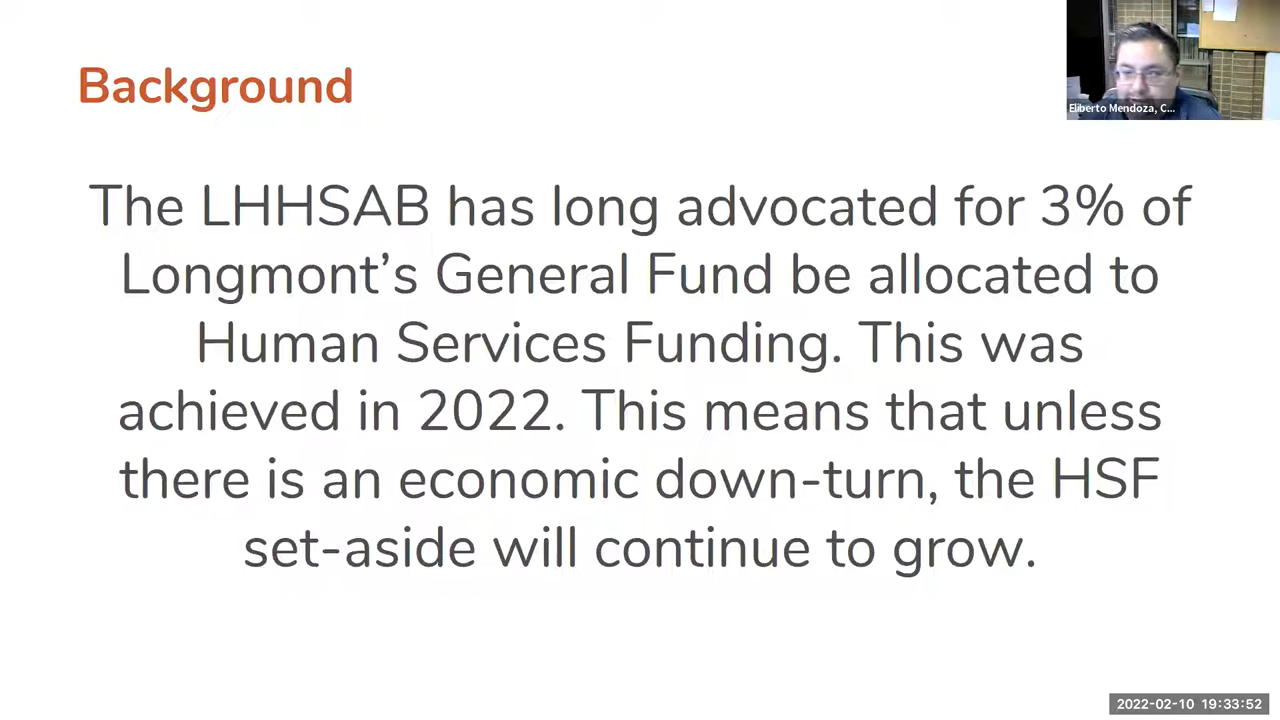 Background
Eliberto Mendoza, C...
The LHHSAB has long advocated for 3% of
Longmont’s General Fund be allocated to
Human Services Funding. This was
achieved in 2022. This means that unless
there is an economic down-turn, the HSF
set-aside will continue to grow.
2022-02-10 19:33:52